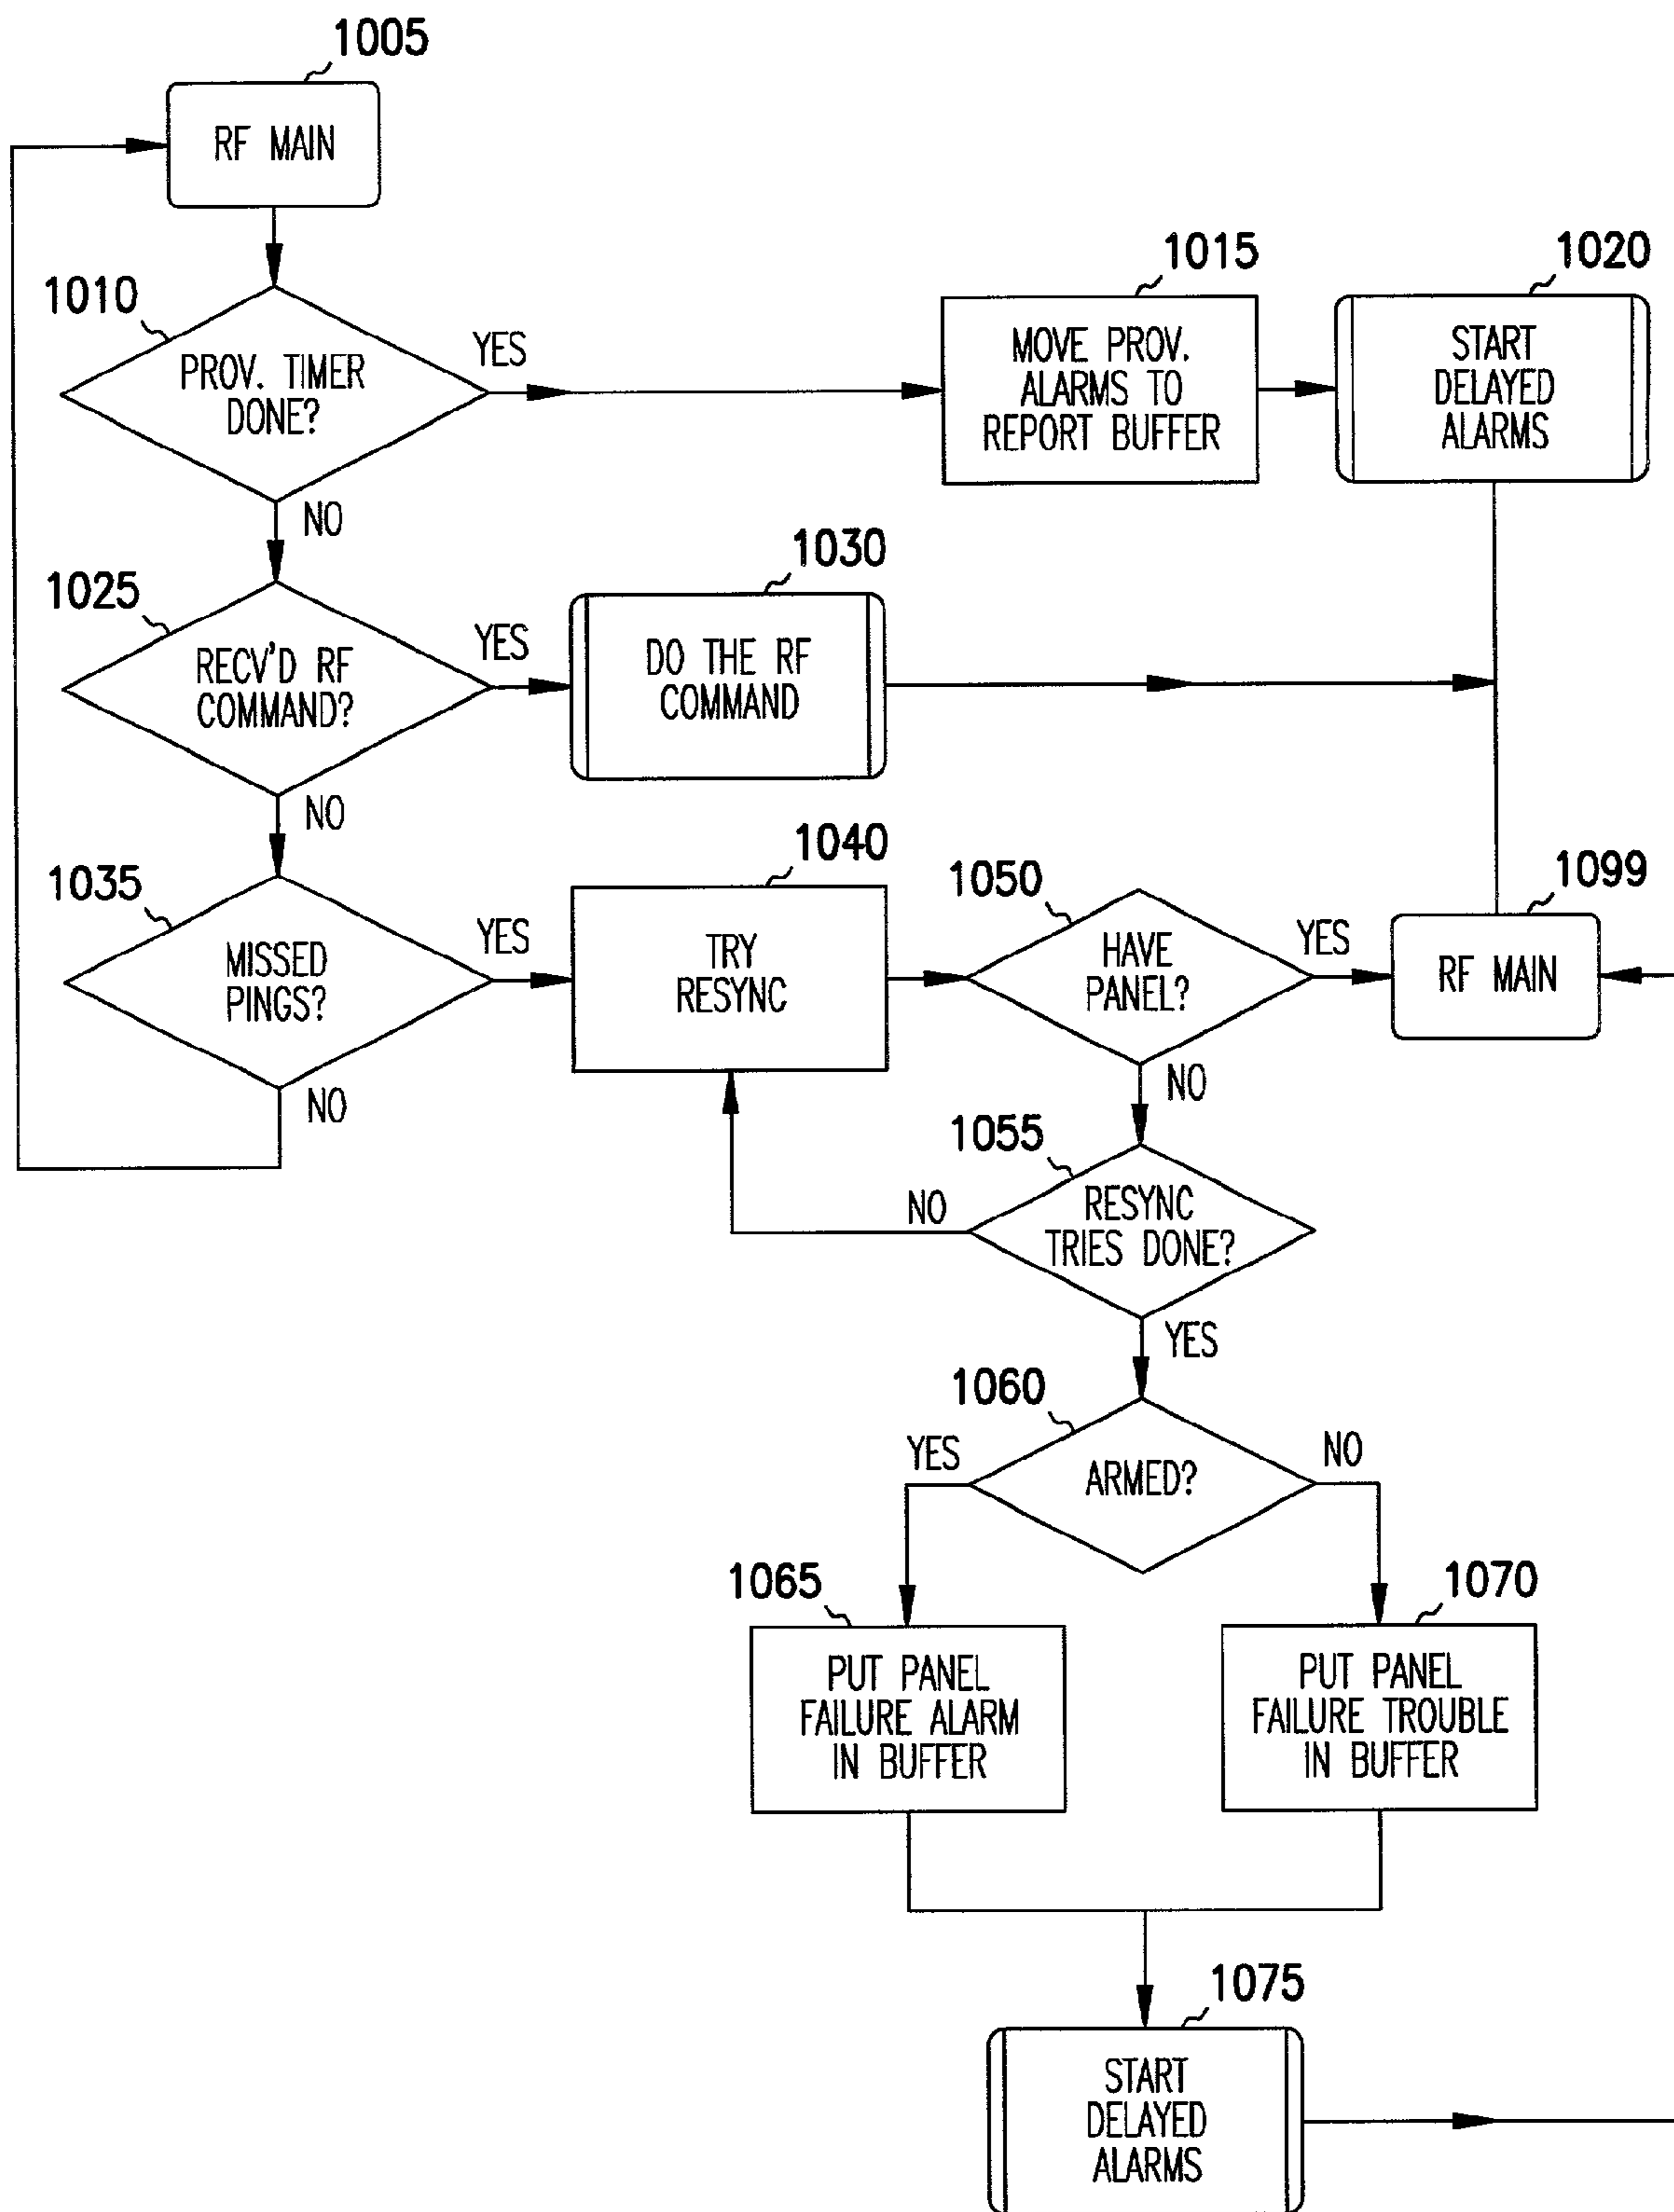 1005
RF MAIN
1010
PROV. TIMER
DONE?
YES
NO
1015
MOVE PROV.
ALARMS TO
REPORT BUFFER
1020
START
DELAYED
ALARMS
1025
RECV'D RF
COMMAND?
YES
NO
1030
DO THE RF
COMMAND
1035
MISSED
PINGS?
YES
NO
1040
TRY
RESYNC
1050
HAVE
PANEL?
YES
NO
1099
RF MAIN
1055
RESYNC
TRIES DONE?
NO
YES
1060
ARMED?
YES
NO
1065
PUT PANEL
FAILURE ALARM
IN BUFFER
1070
PUT PANEL
FAILURE TROUBLE
IN BUFFER
1075
START
DELAYED
ALARMS